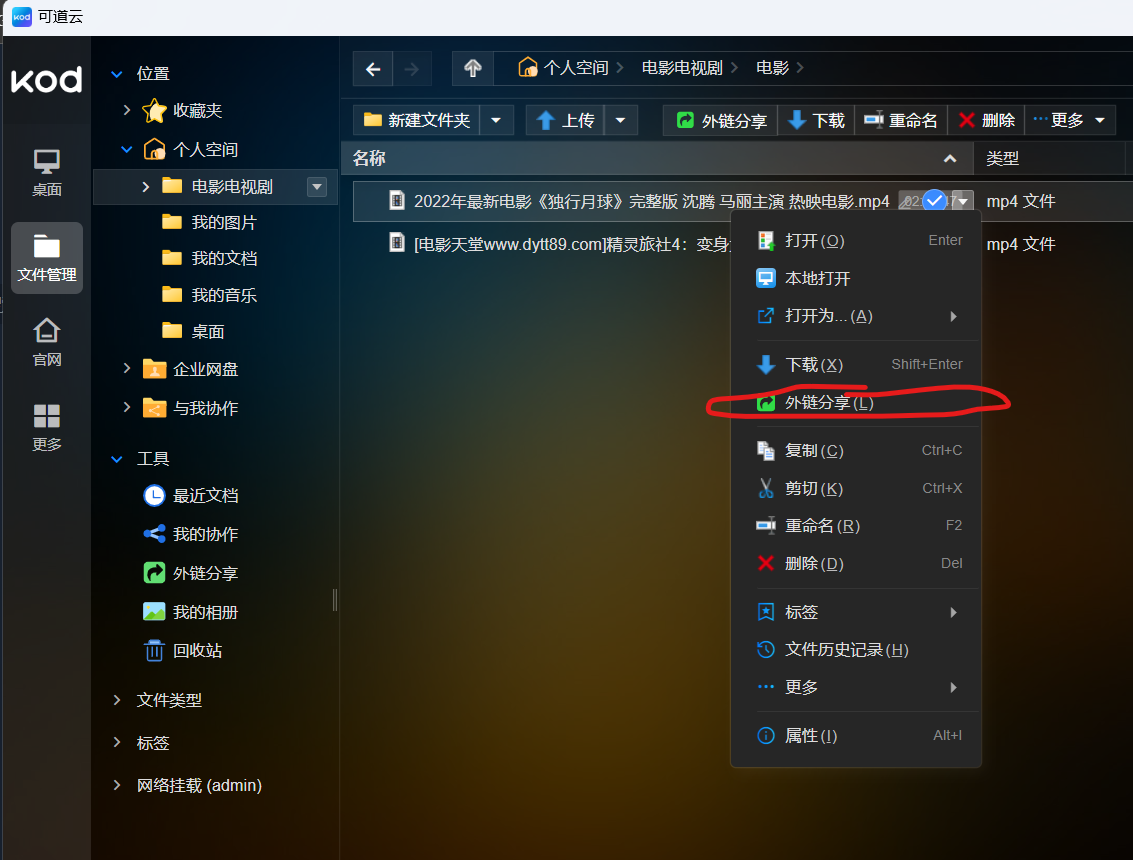 kod 可道云
kod
桌面
文件管理
官网
更多
位置
收藏夹
个人空间
电影电视剧
我的图片
我的文档
我的音乐
桌面
企业网盘
与我协作
工具
最近文档
我的协作
外链分享
我的相册
回收站
文件类型
标签
网络挂载 (admin)
个人空间 电影电视剧 电影
新建文件夹 上传 外链分享 下载 重命名 删除 更多
名称 类型
2022年最新电影《独行月球》完整版 沈腾 马丽主演 热映电影.mp4 mp4 文件
[电影天堂www.dytt89.com]精灵旅社4：变身 mp4 文件
打开(O) Enter
本地打开
打开为...(A)
下载(X) Shift+Enter
外链分享(L)
复制(C) Ctrl+C
剪切(K) Ctrl+X
重命名(R) F2
删除(D) Del
标签
文件历史记录(H)
更多
属性(I) Alt+I